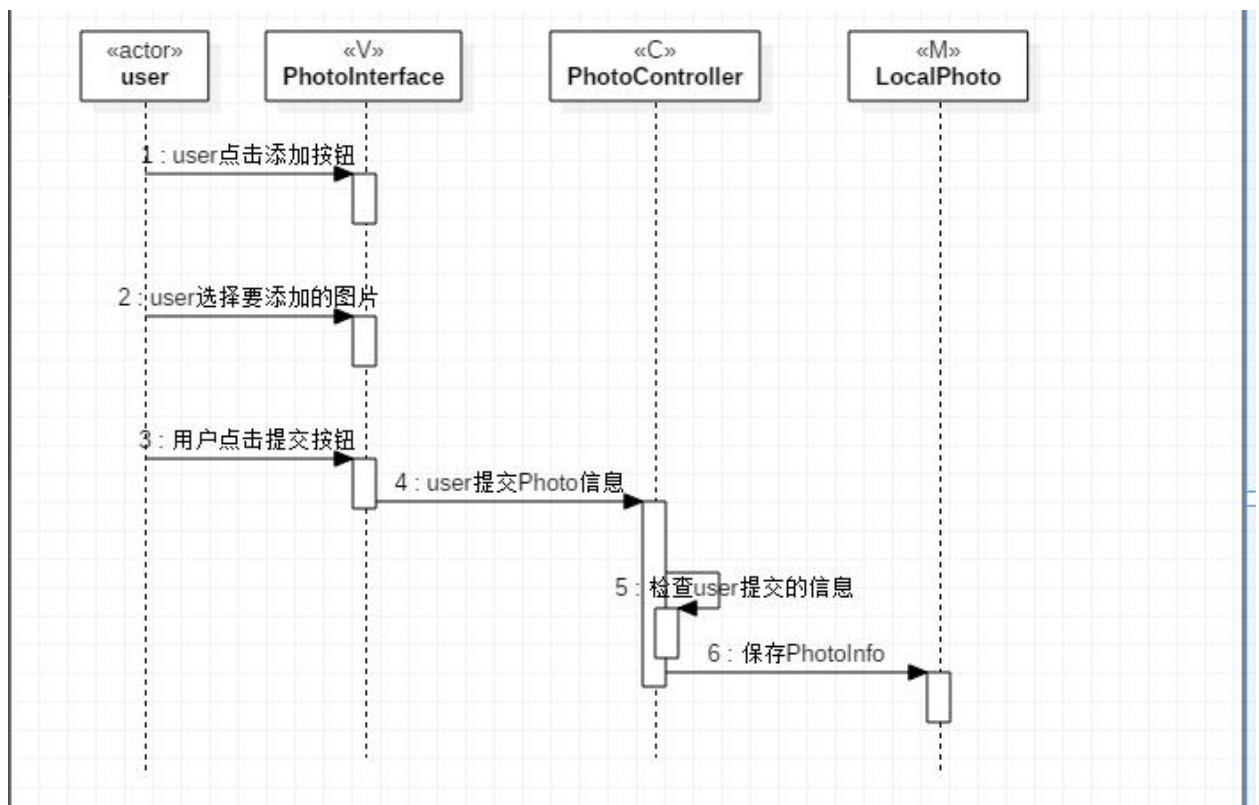 «actor»
user
«V»
PhotoInterface
«C»
PhotoController
«M»
LocalPhoto
1 : user点击添加按钮
2 : user选择要添加的图片
3 : 用户点击提交按钮
4 : user提交Photo信息
5 : 检查user提交的信息
6 : 保存PhotoInfo